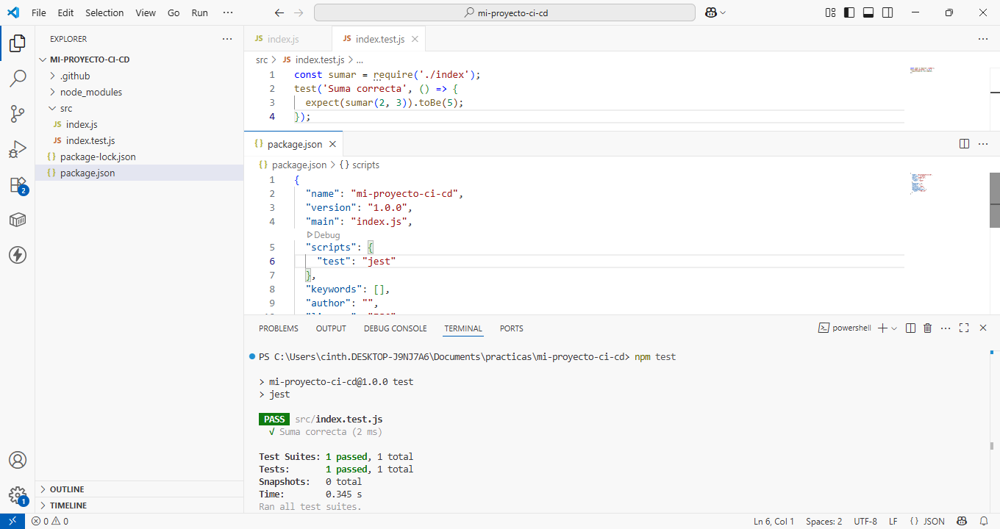 File Edit Selection View Go Run ···
mi-proyecto-ci-cd
EXPLORER ···
MI-PROYECTO-CI-CD
.github
node_modules
src
JS index.js
JS index.test.js
{} package-lock.json
{} package.json
OUTLINE
TIMELINE
2
1
JS index.js
JS index.test.js
src > JS index.test.js > ...
1 const sumar = require('./index');
2 test('Suma correcta', () => {
3 expect(sumar(2, 3)).toBe(5);
4 });
{} package.json
{} package.json > {} scripts
1 {
2 "name": "mi-proyecto-ci-cd",
3 "version": "1.0.0",
4 "main": "index.js",
Debug
5 "scripts": {
6 "test": "jest"
7 },
8 "keywords": [],
9 "author": "",
PROBLEMS OUTPUT DEBUG CONSOLE TERMINAL PORTS
powershell
PS C:\Users\cinth.DESKTOP-J9NJ7A6\Documents\practicas\mi-proyecto-ci-cd> npm test
> mi-proyecto-ci-cd@1.0.0 test
> jest
PASS src/index.test.js
√ Suma correcta (2 ms)
Test Suites: 1 passed, 1 total
Tests: 1 passed, 1 total
Snapshots: 0 total
Time: 0.345 s
Ran all test suites.
0 0
Ln 6, Col 1 Spaces: 2 UTF-8 LF {} JSON